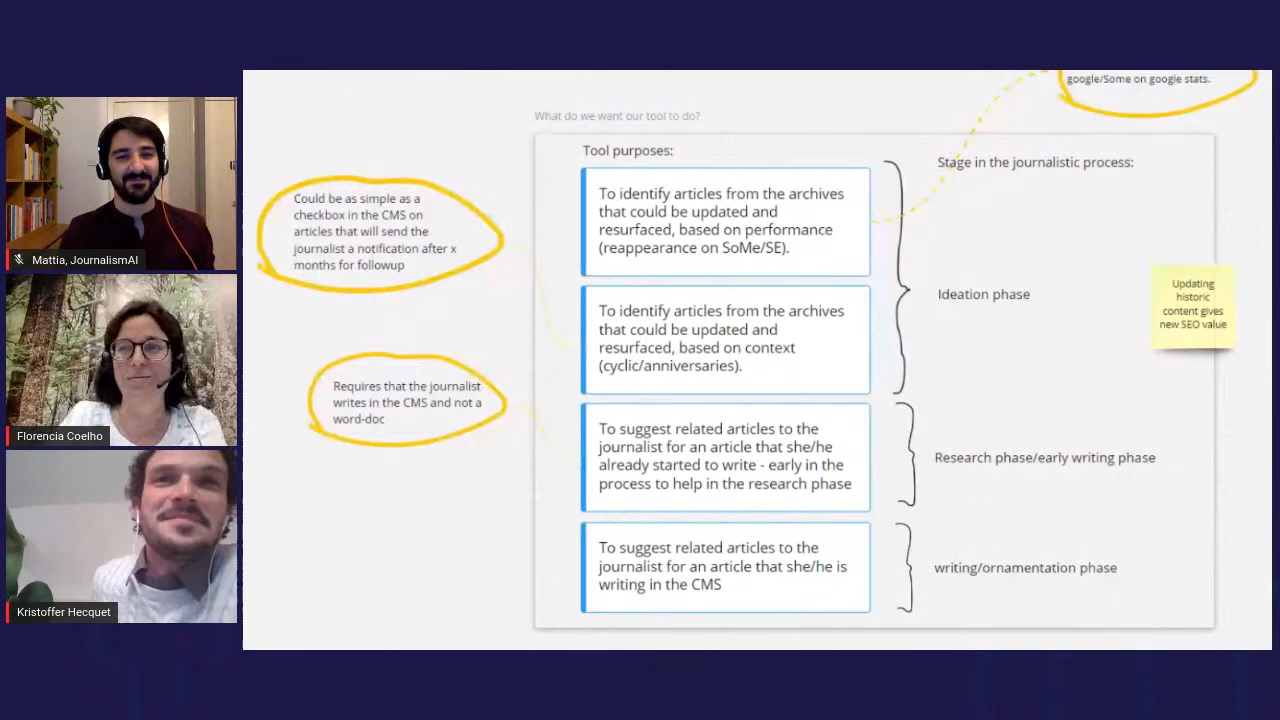 google/Some on google stats.
What do we want our tool to do?
Tool purposes:
Stage in the journalistic process:
To identify articles from the archives
that could be updated and
resurfaced, based on performance
(reappearance on SoMe/SE).
Could be as simple as a
checkbox in the CMS on
articles that will send the
journalist a notification after x
months for followup
Mattia, JournalismAI
Ideation phase
Updating
historic
content gives
new SEO value
To identify articles from the archives
that could be updated and
resurfaced, based on context
(cyclic/anniversaries).
Requires that the journalist
writes in the CMS and not a
word-doc
Florencia Coelho
To suggest related articles to the
journalist for an article that she/he
already started to write - early in the
process to help in the research phase
Research phase/early writing phase
To suggest related articles to the
journalist for an article that she/he is
writing in the CMS
writing/ornamentation phase
Kristoffer Hecquet